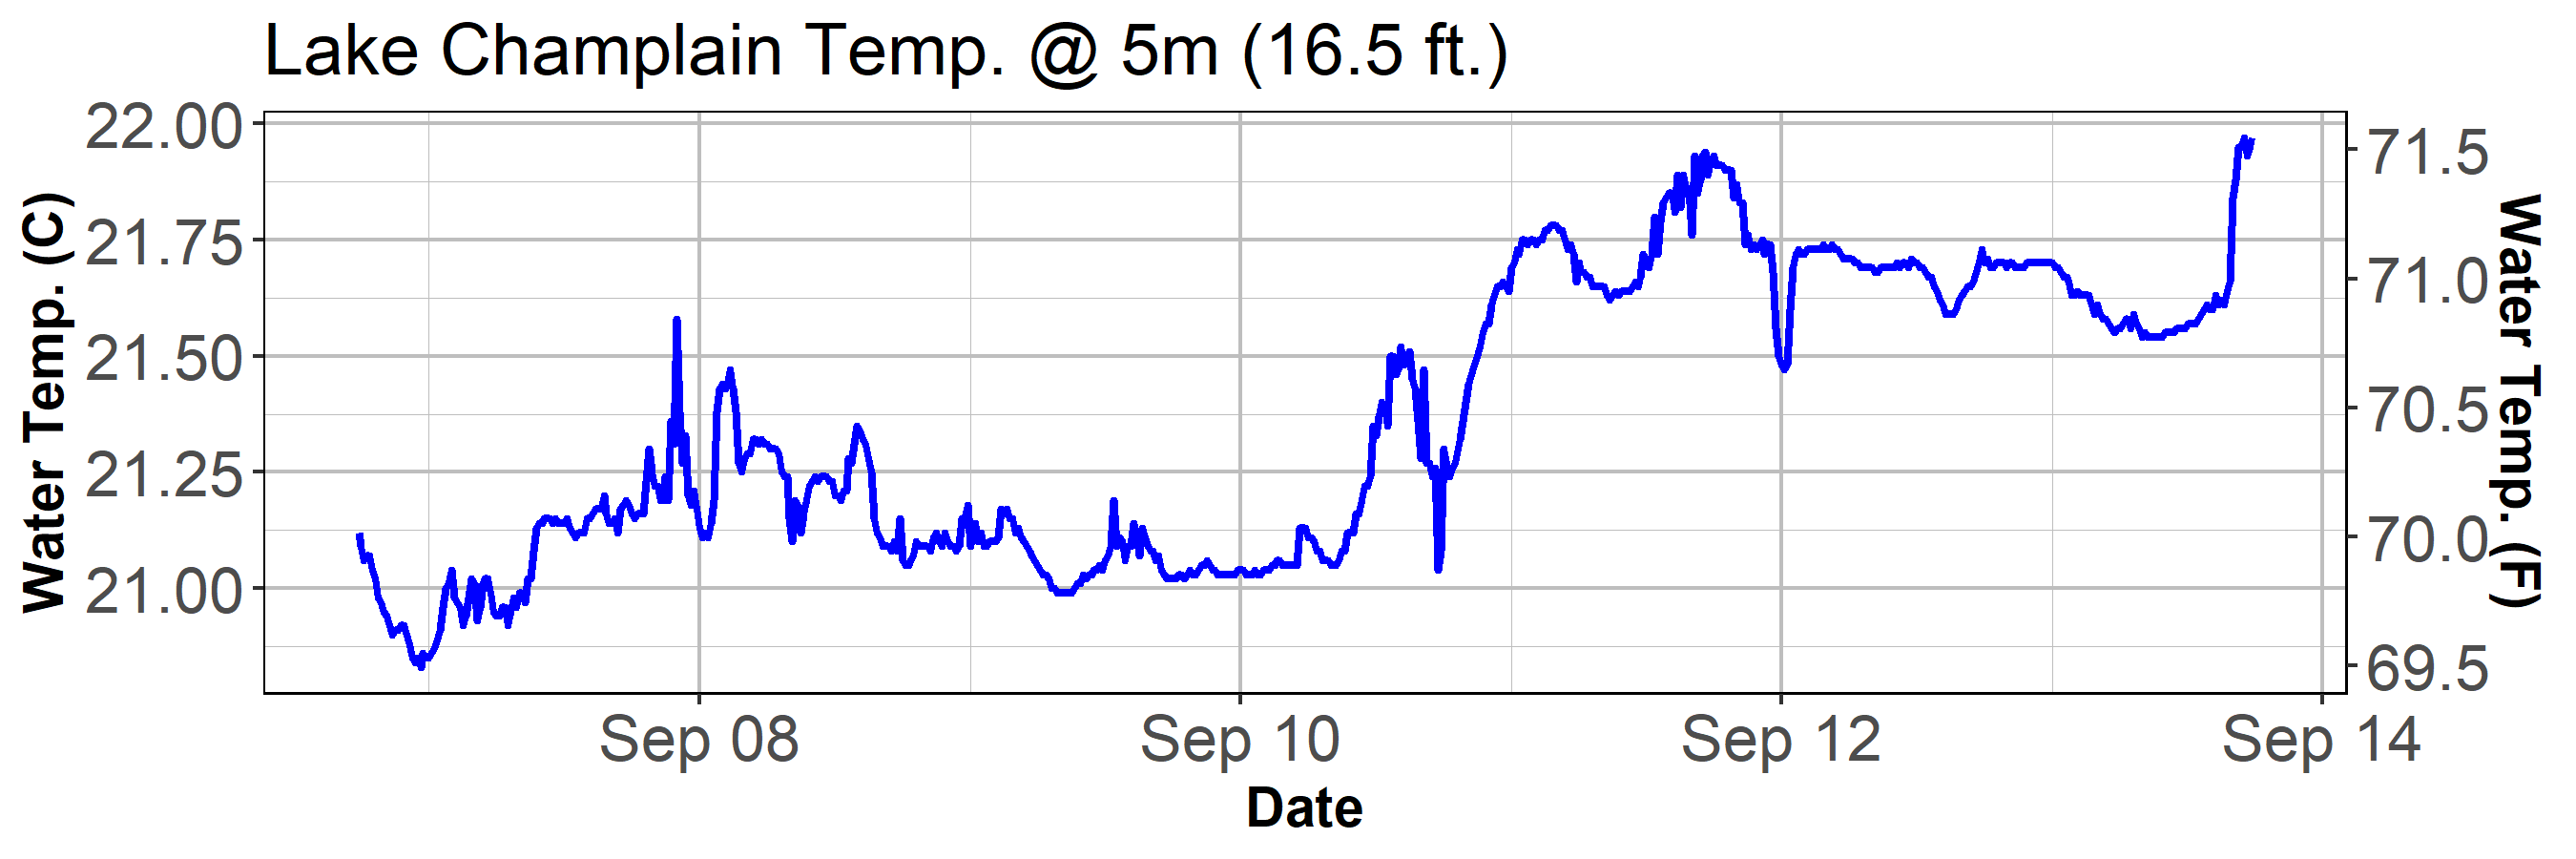 Lake Champlain Temp. @ 5m (16.5 ft.)
Water Temp. (C)
22.00
21.75
21.50
21.25
21.00
71.5
71.0
70.5
70.0
69.5
Water Temp. (F)
Sep 08
Sep 10
Sep 12
Sep 14
Date